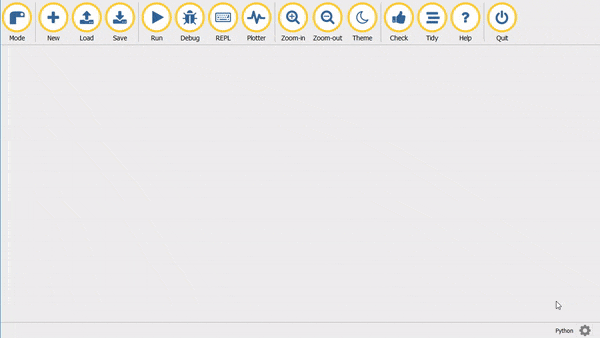 Mode New Load Save Run Debug REPL Plotter Zoom-in Zoom-out Theme Check Tidy Help Quit
Python